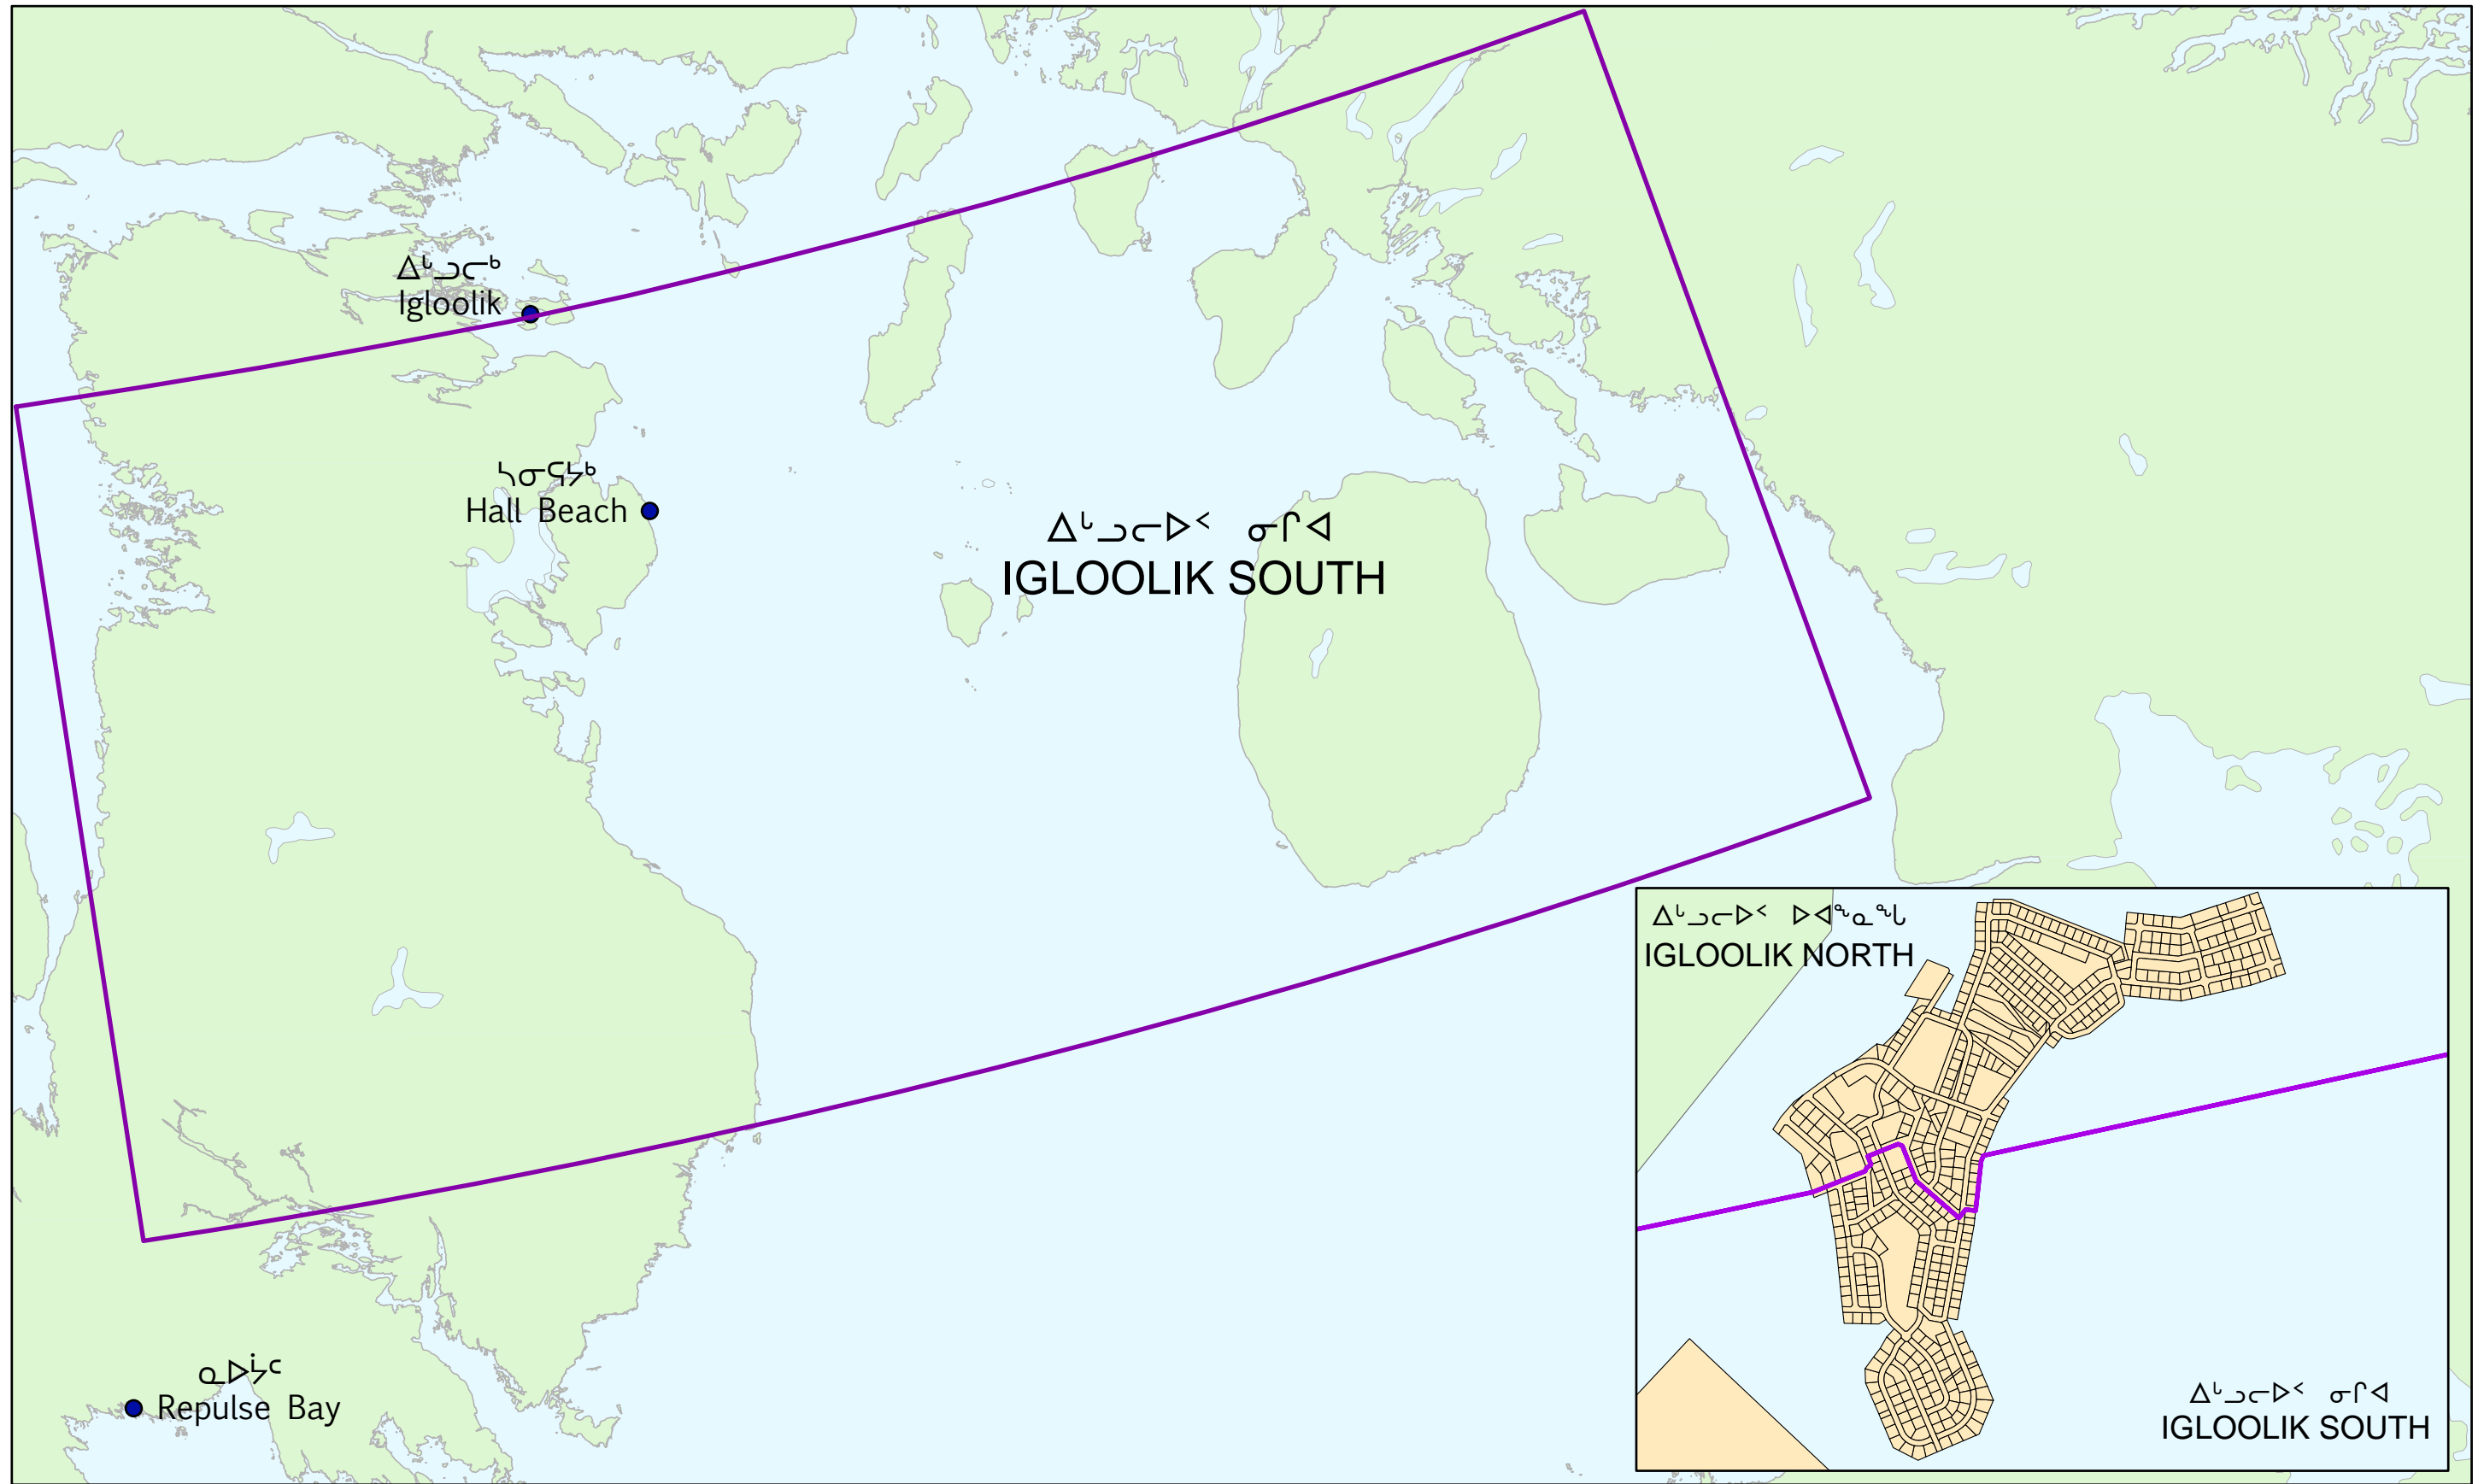 ᐃᒡᓗᓕᒃ
Igloolik
ᓴᓂᕋᔭᒃ
Hall Beach
ᐃᒡᓗᓕᐅᑉ ᓂᒋᐊ
IGLOOLIK SOUTH
ᐃᒡᓗᓕᐅᑉ ᐅᐊᖕᓇᖓ
IGLOOLIK NORTH
ᓇᐅᔮᑦ
Repulse Bay
ᐃᒡᓗᓕᐅᑉ ᓂᒋᐊ
IGLOOLIK SOUTH